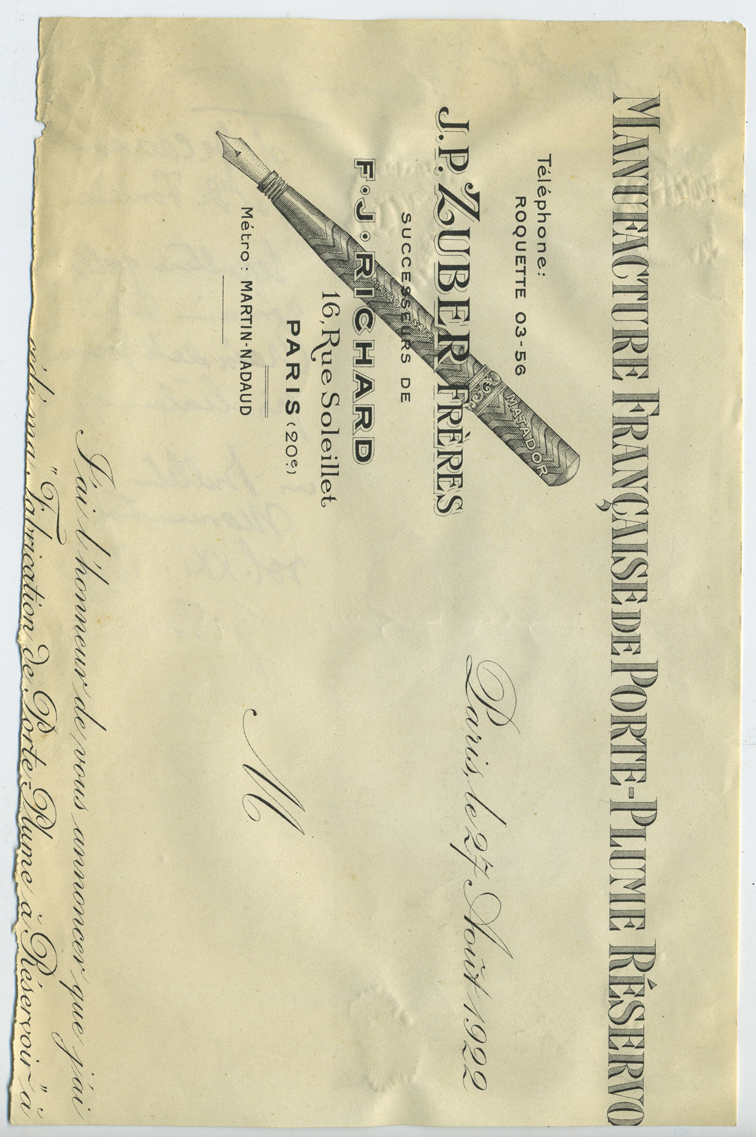 MANUFACTURE FRANÇAISE DE PORTE-PLUME RÉSERVO
Téléphone:
ROQUETTE 03-56
J.P. ZUBER FRÈRES
SUCCESSEURS DE
F.J. RICHARD
16, Rue Soleillet
PARIS (20e)
Métro: MARTIN-NADAUD
MATADOR
Paris, le 27 Août 1922
M
J'ai l'honneur de vous annoncer que j'ai
cédé ma "Fabrication de Porte-Plume à Réservoir" à